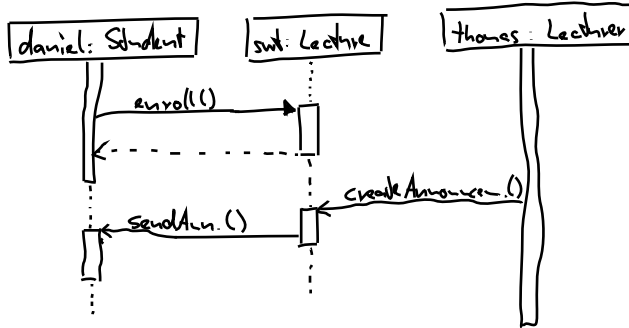 daniel: Student
swt: Lecture
thomas: Lecturer
enroll()
createAnnouncem.()
sendAnn.()